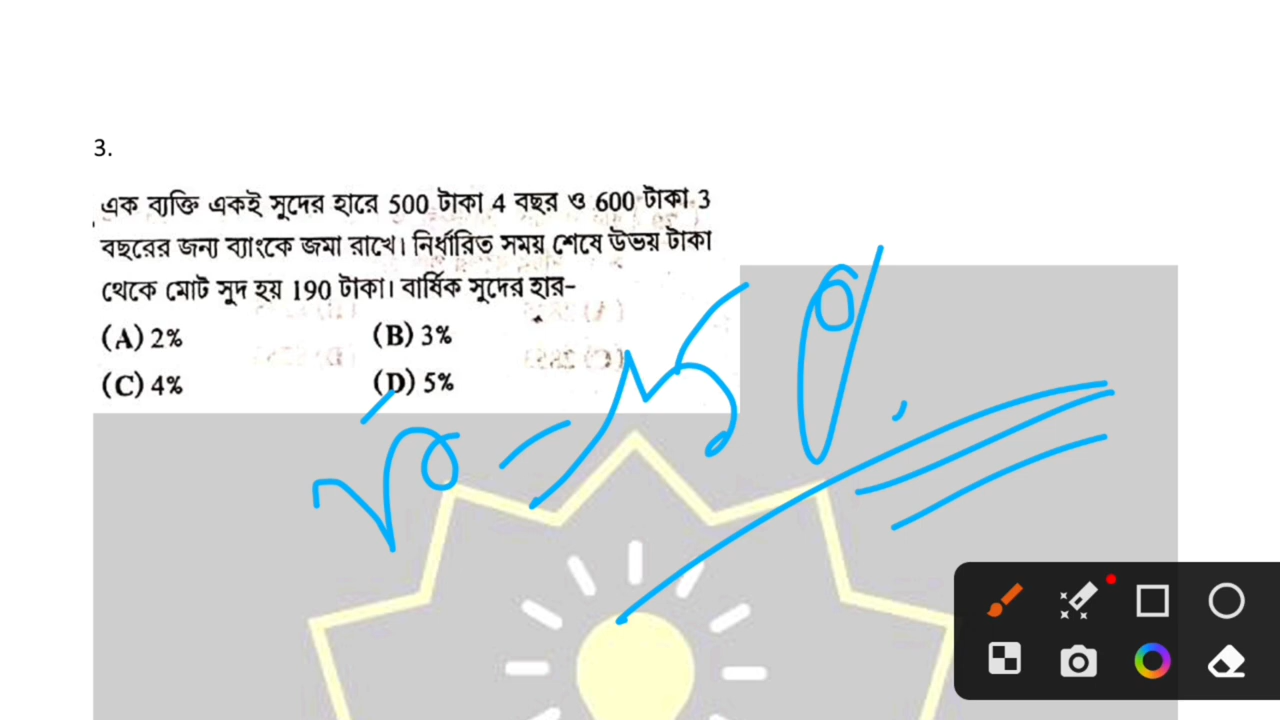 3.
এক ব্যক্তি একই সুদের হারে 500 টাকা 4 বছর ও 600 টাকা 3
বছরের জন্য ব্যাংকে জমা রাখে। নির্ধারিত সময় শেষে উভয় টাকা
থেকে মোট সুদ হয় 190 টাকা। বার্ষিক সুদের হার-
(A) 2% (B) 3%
(C) 4% (D) 5%